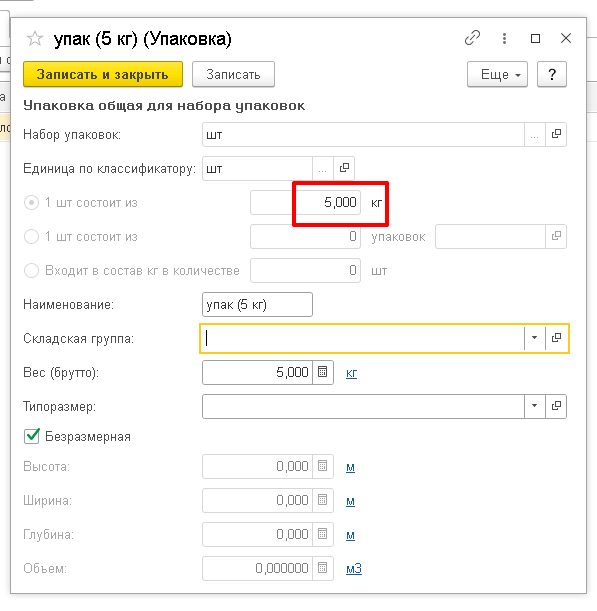 упак (5 кг) (Упаковка)
Записать и закрыть Записать Еще ?
Упаковка общая для набора упаковок
Набор упаковок: шт ...
Единица по классификатору: шт ...
1 шт состоит из 5,000 кг
1 шт состоит из 0 упаковок
Входит в состав кг в количестве 0 шт
Наименование: упак (5 кг)
Складская группа:
Вес (брутто): 5,000 кг
Типоразмер:
Безразмерная
Высота: 0,000 м
Ширина: 0,000 м
Глубина: 0,000 м
Объем: 0,000000 м3